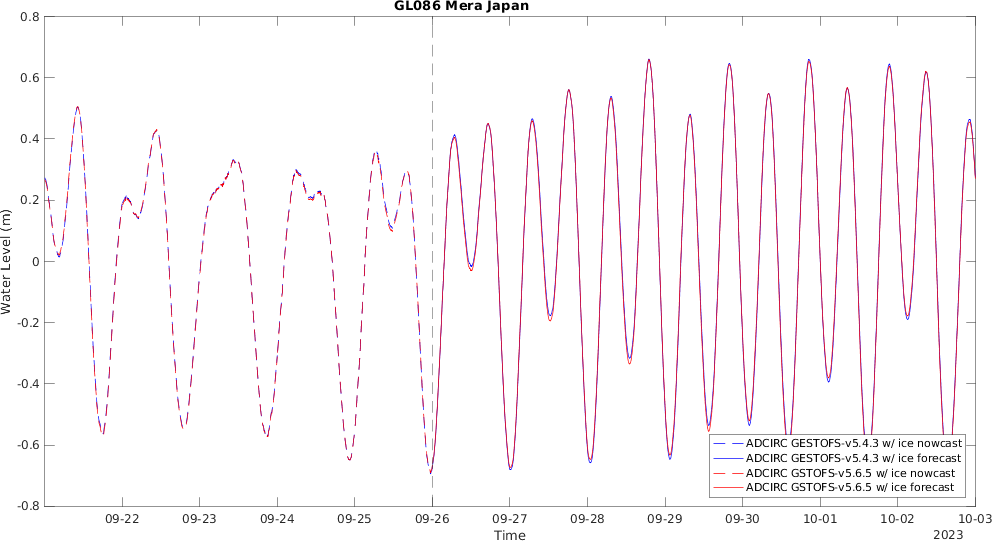 GL086 Mera Japan
0.8
0.6
0.4
0.2
0
-0.2
-0.4
-0.6
-0.8
Water Level (m)
ADCIRC GESTOFS-v5.4.3 w/ ice nowcast
ADCIRC GESTOFS-v5.4.3 w/ ice forecast
ADCIRC GSTOFS-v5.6.5 w/ ice nowcast
ADCIRC GSTOFS-v5.6.5 w/ ice forecast
09-22 09-23 09-24 09-25 09-26 09-27 09-28 09-29 09-30 10-01 10-02 10-03
Time
2023